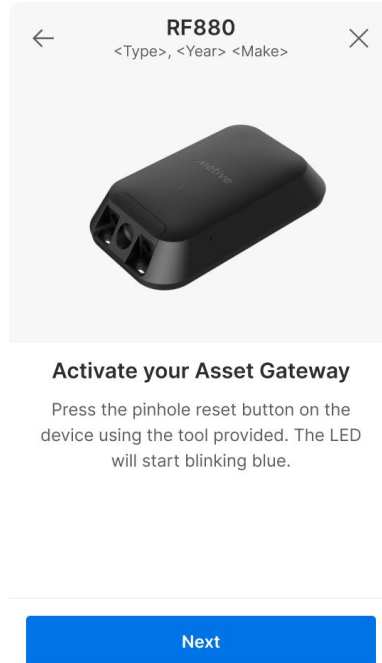 RF880
<Type>, <Year> <Make>
Motive
Activate your Asset Gateway
Press the pinhole reset button on the
device using the tool provided. The LED
will start blinking blue.
Next